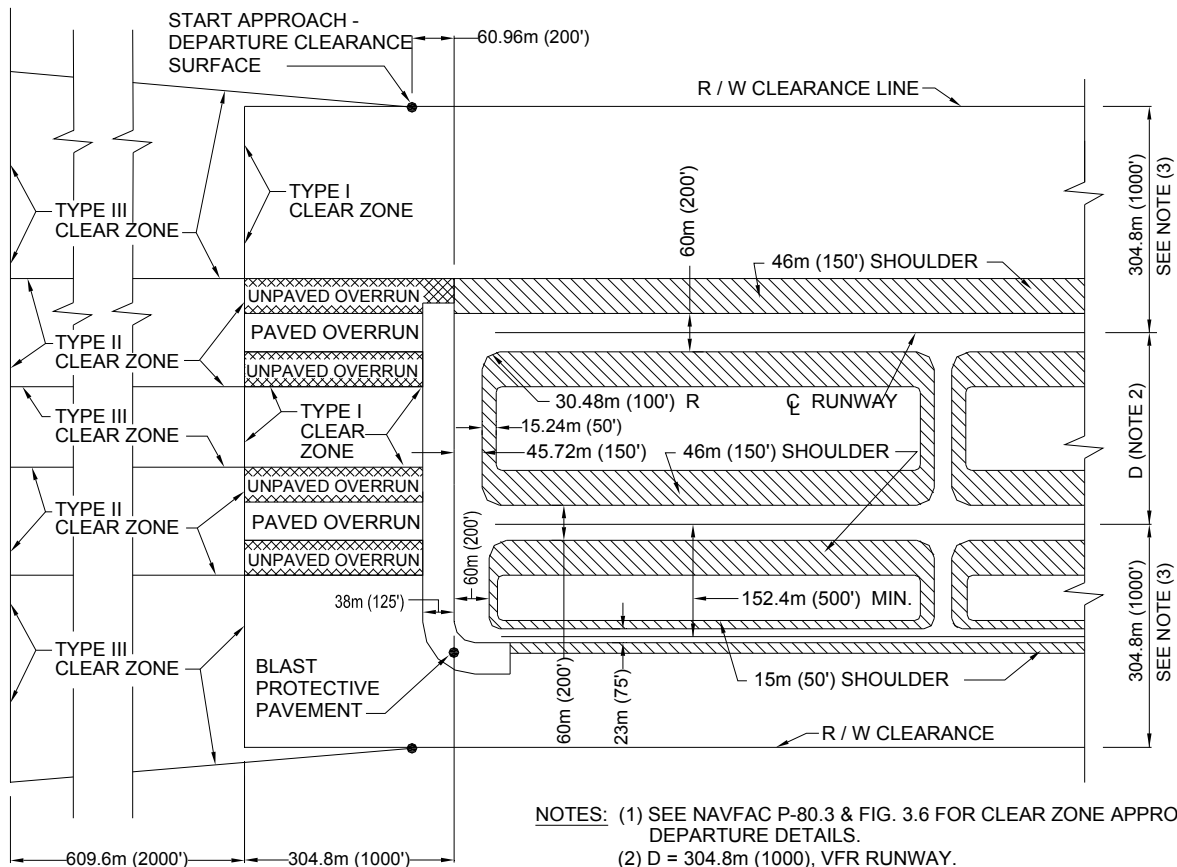 START APPROACH -
DEPARTURE CLEARANCE
SURFACE
60.96m (200')
R / W CLEARANCE LINE
TYPE I
CLEAR ZONE
TYPE III
CLEAR ZONE
60m (200')
304.8m (1000')
SEE NOTE (3)
46m (150') SHOULDER
UNPAVED OVERRUN
PAVED OVERRUN
UNPAVED OVERRUN
TYPE II
CLEAR ZONE
TYPE III
CLEAR ZONE
TYPE I
CLEAR
ZONE
30.48m (100') R
℄ RUNWAY
15.24m (50')
45.72m (150')
46m (150') SHOULDER
D (NOTE 2)
UNPAVED OVERRUN
PAVED OVERRUN
UNPAVED OVERRUN
TYPE II
CLEAR ZONE
60m (200')
38m (125')
152.4m (500') MIN.
304.8m (1000')
SEE NOTE (3)
TYPE III
CLEAR ZONE
BLAST
PROTECTIVE
PAVEMENT
60m (200')
23m (75')
15m (50') SHOULDER
R / W CLEARANCE
609.6m (2000')
304.8m (1000')
NOTES: (1) SEE NAVFAC P-80.3 & FIG. 3.6 FOR CLEAR ZONE APPRO
DEPARTURE DETAILS.
(2) D = 304.8m (1000), VFR RUNWAY.